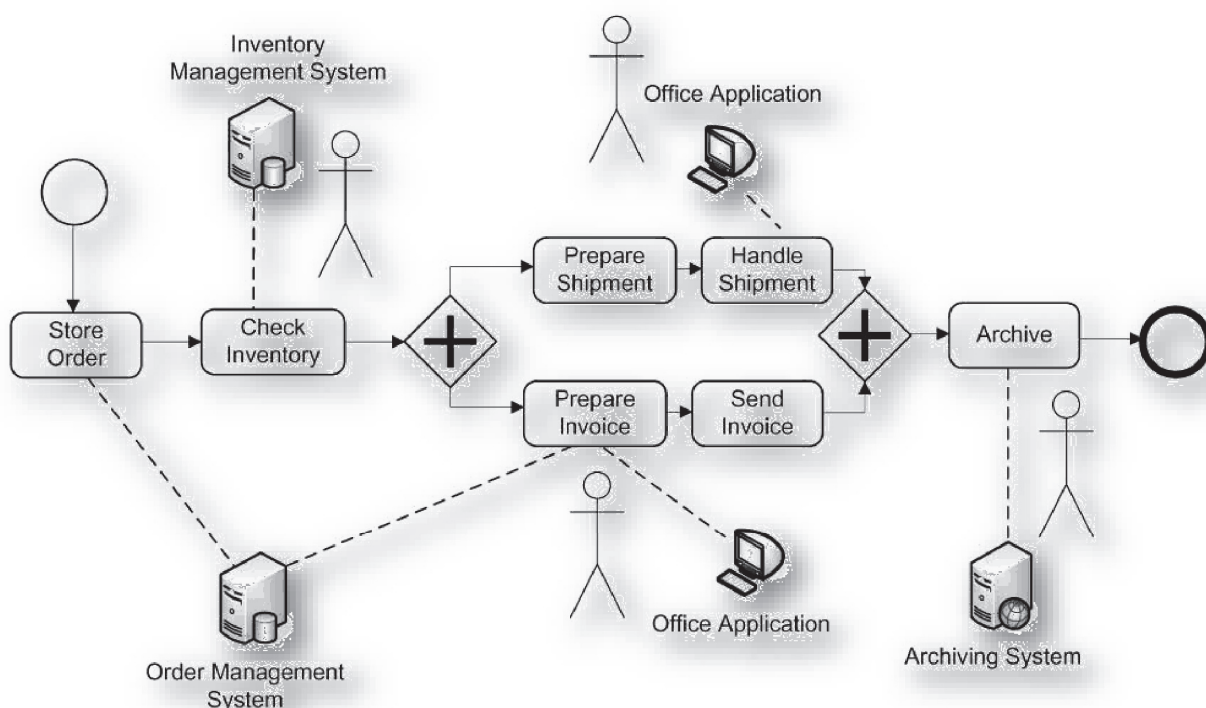 Inventory
Management System
Office Application
Prepare
Shipment
Handle
Shipment
Store
Order
Check
Inventory
Archive
Prepare
Invoice
Send
Invoice
Office Application
Order Management
System
Archiving System